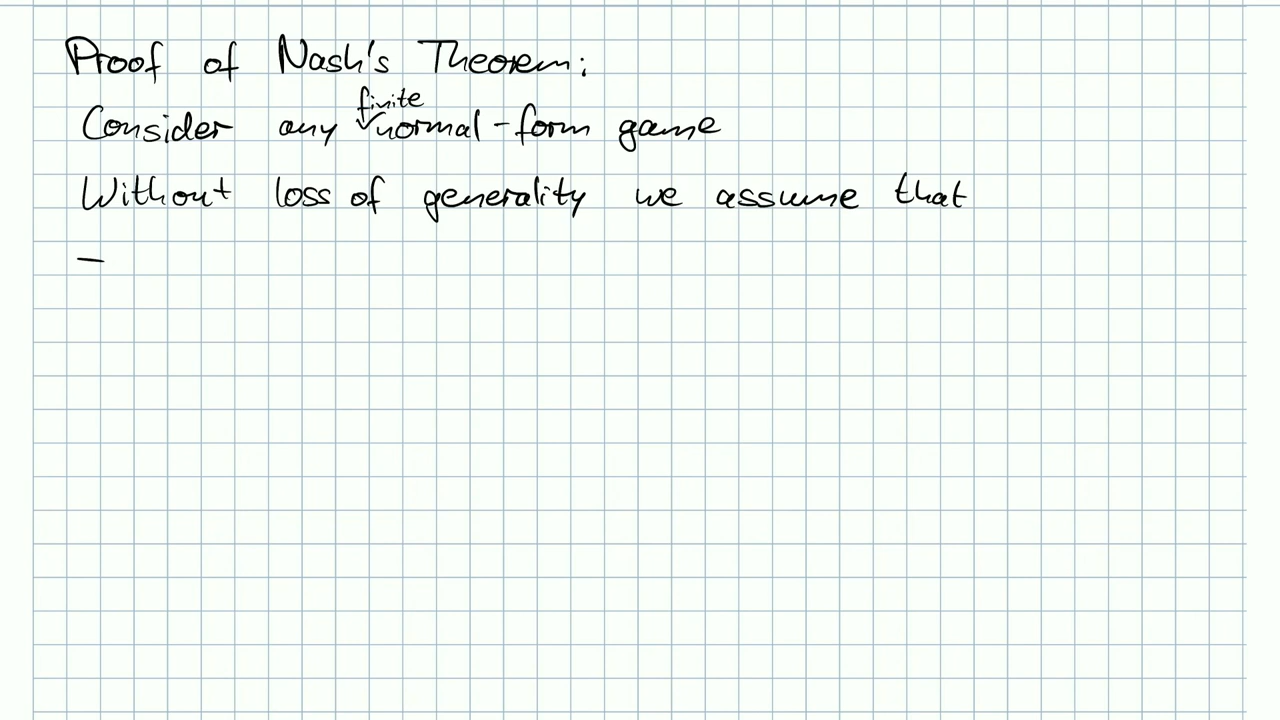 Proof of Nash's Theorem:
Consider any finite normal-form game
Without loss of generality we assume that
–